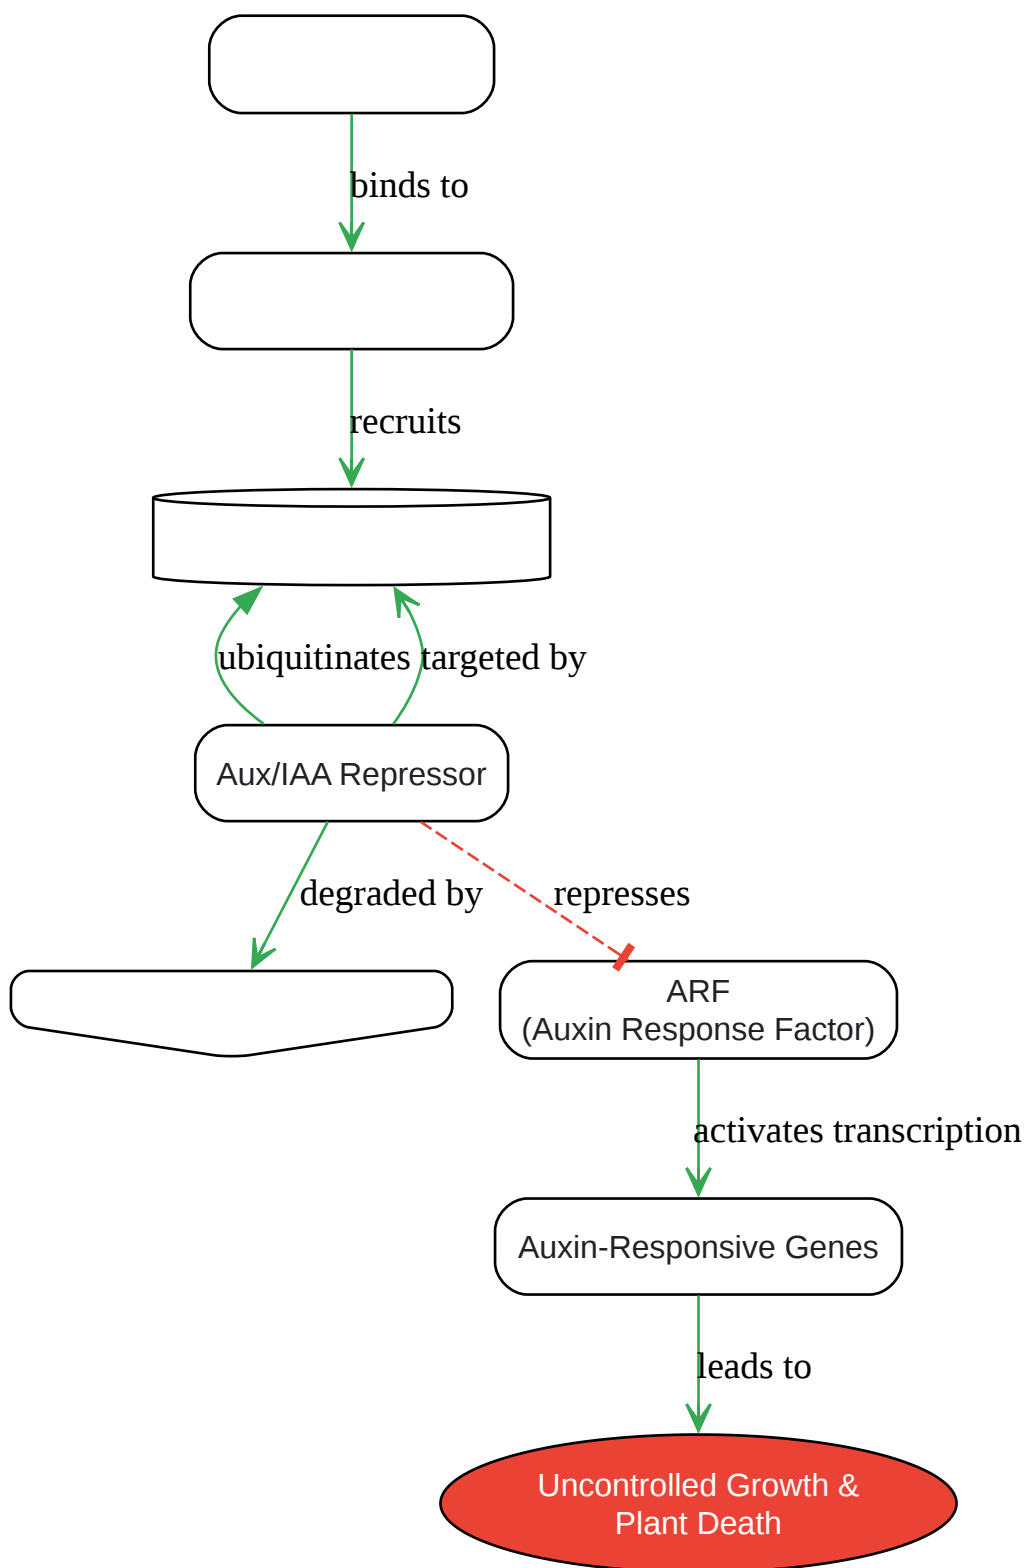 binds to
recruits
ubiquitinates targeted by
Aux/IAA Repressor
degraded by
represses
ARF
(Auxin Response Factor)
activates transcription
Auxin-Responsive Genes
leads to
Uncontrolled Growth &
Plant Death